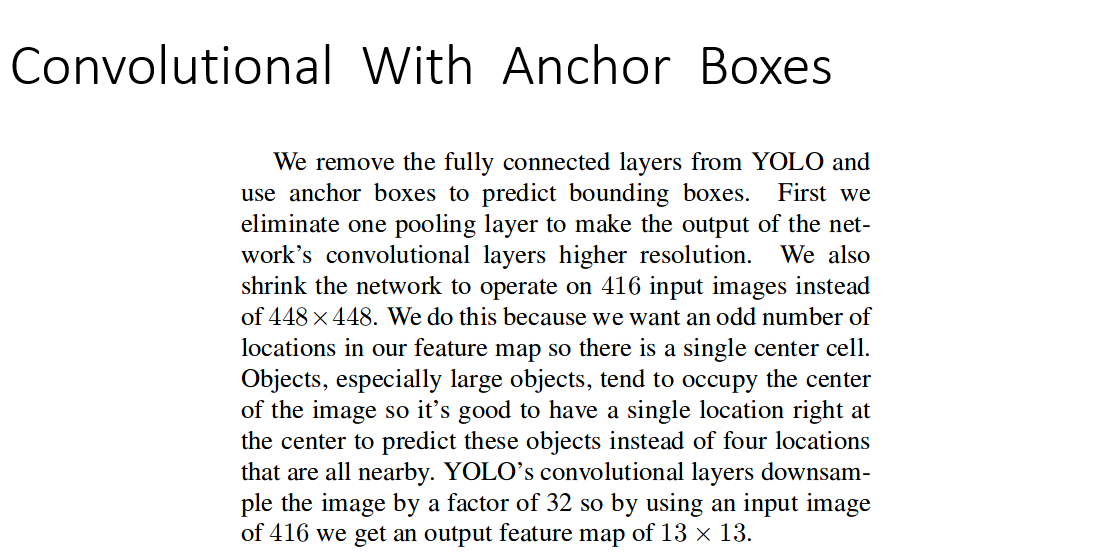 Convolutional With Anchor Boxes
We remove the fully connected layers from YOLO and
use anchor boxes to predict bounding boxes. First we
eliminate one pooling layer to make the output of the net-
work's convolutional layers higher resolution. We also
shrink the network to operate on 416 input images instead
of 448×448. We do this because we want an odd number of
locations in our feature map so there is a single center cell.
Objects, especially large objects, tend to occupy the center
of the image so it's good to have a single location right at
the center to predict these objects instead of four locations
that are all nearby. YOLO's convolutional layers downsam-
ple the image by a factor of 32 so by using an input image
of 416 we get an output feature map of 13 × 13.